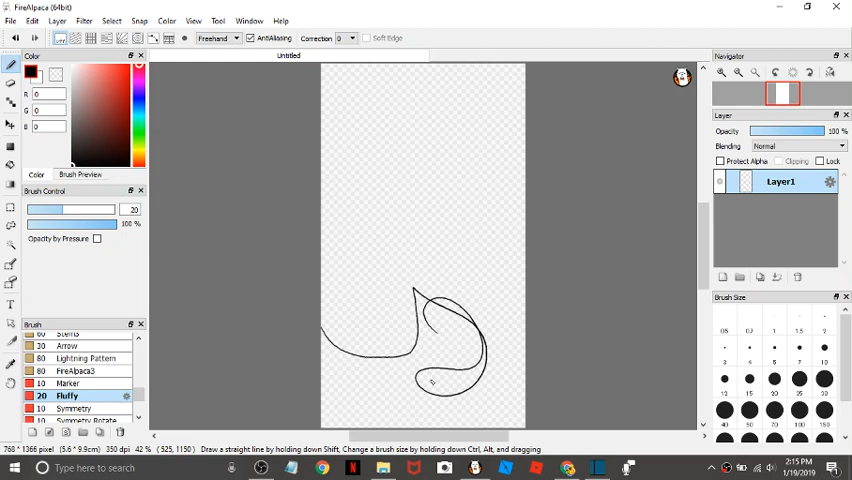 FireAlpaca (64bit)
File Edit Layer Filter Select Snap Color View Tool Window Help
Freehand AntiAliasing Correction 0 Soft Edge
Color
Untitled
Navigator
R 0
G 0
B 0
Color Brush Preview
Layer
Opacity 100 %
Blending Normal
Protect Alpha Clipping Lock
Layer1
Brush Control
20
100 %
Opacity by Pressure
Brush
60 Stems
30 Arrow
80 Lightning Pattern
80 FireAlpaca3
10 Marker
20 Fluffy
10 Symmetry
10 Symmetry Rotate
Brush Size
1 1.5 2
3 4 5 7 10
12 15 20 25 30
40 50 70 100 150
768 * 1366 pixel (5.6 * 9.9cm) 350 dpi 42 % (525, 1150) Draw a straight line by holding down Shift, Change a brush size by holding down Ctrl, Alt, and dragging
Type here to search
2:15 PM
1/19/2019